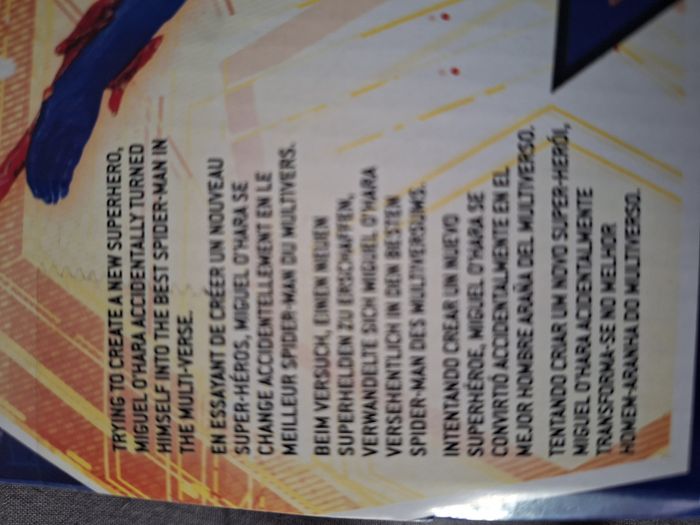 TRYING TO CREATE A NEW SUPERHERO,
MIGUEL O'HARA ACCIDENTALLY TURNED
HIMSELF INTO THE BEST SPIDER-MAN IN
THE MULTI-VERSE.
EN ESSAYANT DE CRÉER UN NOUVEAU
SUPER-HÉROS, MIGUEL O'HARA SE
CHANGE ACCIDENTELLEMENT EN LE
MEILLEUR SPIDER-MAN DU MULTIVERS.
BEIM VERSUCH, EINEN NEUEN
SUPERHELDEN ZU ERSCHAFFEN,
VERWANDELTE SICH MIGUEL O'HARA
VERSEHENTLICH IN DEN BESTEN
SPIDER-MAN DES MULTIVERSUMS.
INTENTANDO CREAR UN NUEVO
SUPERHÉROE, MIGUEL O'HARA SE
CONVIRTIÓ ACCIDENTALMENTE EN EL
MEJOR HOMBRE ARAÑA DEL MULTIVERSO.
TENTANDO CRIAR UM NOVO SUPER-HERÓI,
MIGUEL O'HARA ACIDENTALMENTE
TRANSFORMA-SE NO MELHOR
HOMEM-ARANHA DO MULTIVERSO.